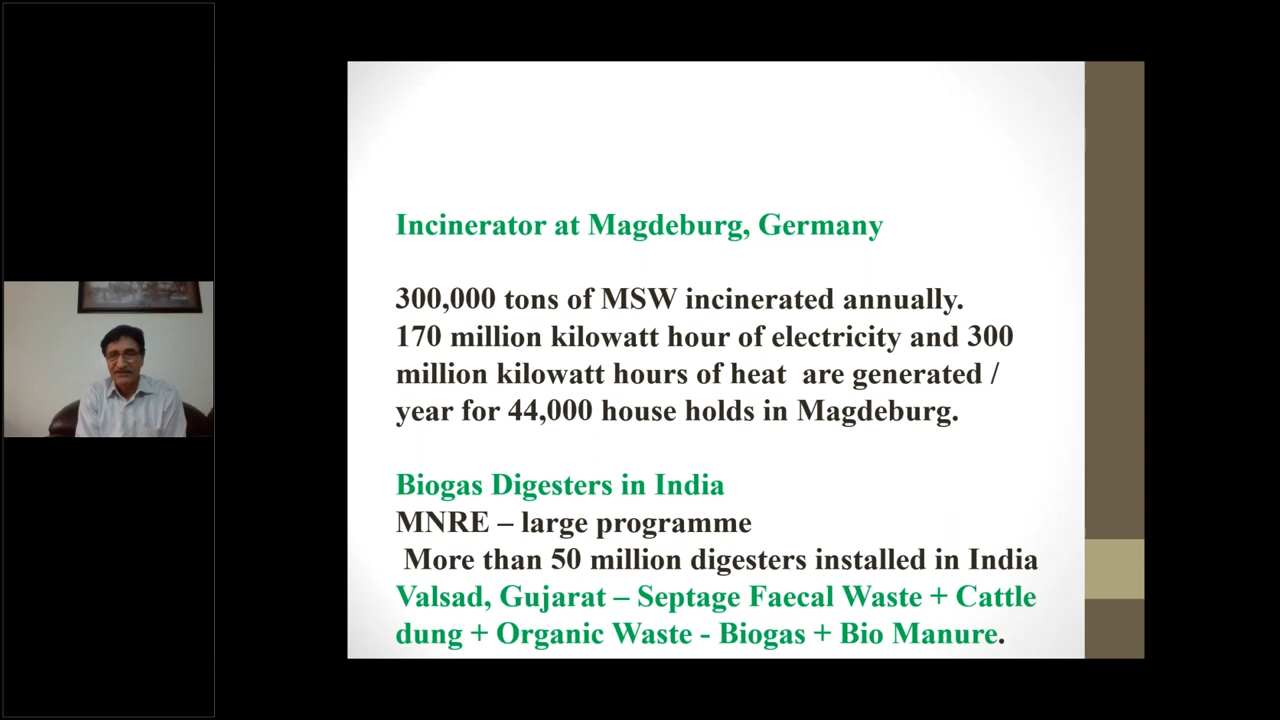 Incinerator at Magdeburg, Germany
300,000 tons of MSW incinerated annually.
170 million kilowatt hour of electricity and 300
million kilowatt hours of heat  are generated /
year for 44,000 house holds in Magdeburg.
Biogas Digesters in India
MNRE – large programme
More than 50 million digesters installed in India
Valsad, Gujarat – Septage Faecal Waste + Cattle
dung + Organic Waste - Biogas + Bio Manure.